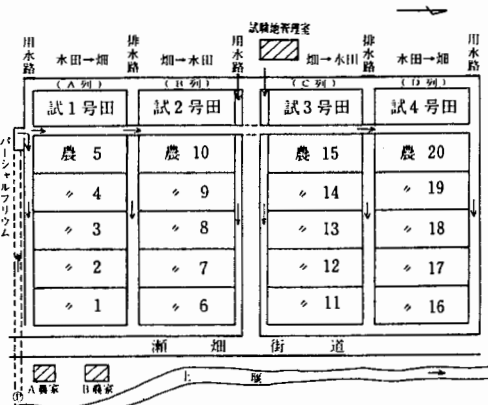 試験地管理室
用水路 水田→畑 排水路 畑→水田 用水路 畑→水田 排水路 水田→畑 用水路
(A列) (B列) (C列) (D列)
試1号田 試2号田 試3号田 試4号田
農 5 農 10 農 15 農 20
〃 4 〃 9 〃 14 〃 19
〃 3 〃 8 〃 13 〃 18
〃 2 〃 7 〃 12 〃 17
〃 1 〃 6 〃 11 〃 16
パーシャルフリウム
瀬畑街道
A農家 B農家
上堰